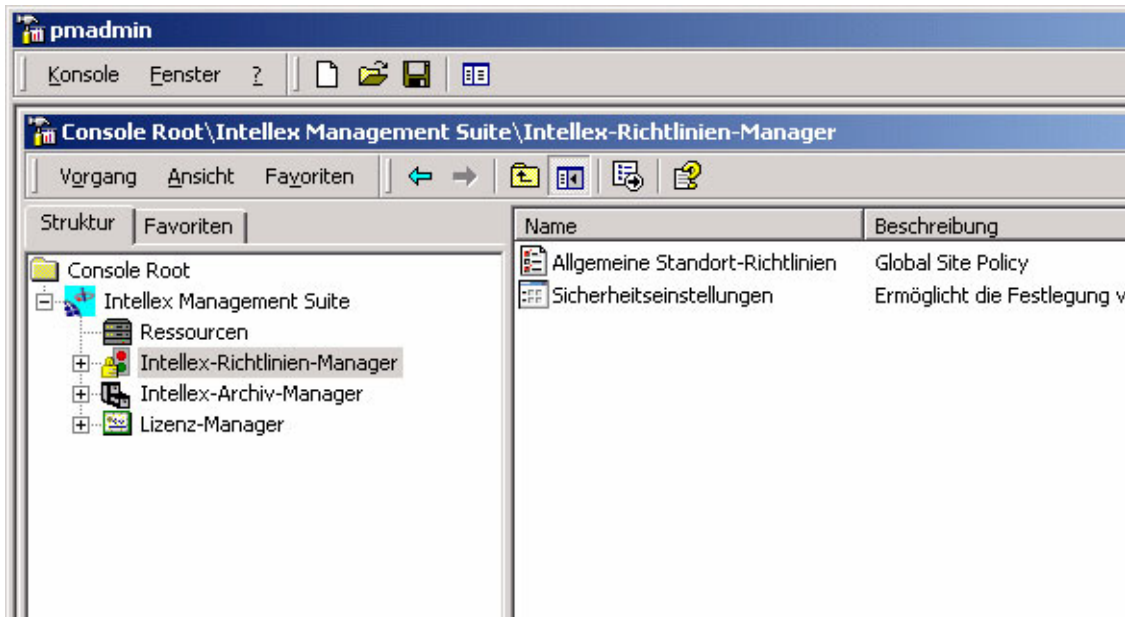 pmadmin
Konsole Fenster ?
Console Root\Intellex Management Suite\Intellex-Richtlinien-Manager
Vorgang Ansicht Favoriten
Struktur Favoriten
Console Root
Intellex Management Suite
Ressourcen
Intellex-Richtlinien-Manager
Intellex-Archiv-Manager
Lizenz-Manager
Name Beschreibung
Allgemeine Standort-Richtlinien Global Site Policy
Sicherheitseinstellungen Ermöglicht die Festlegung v